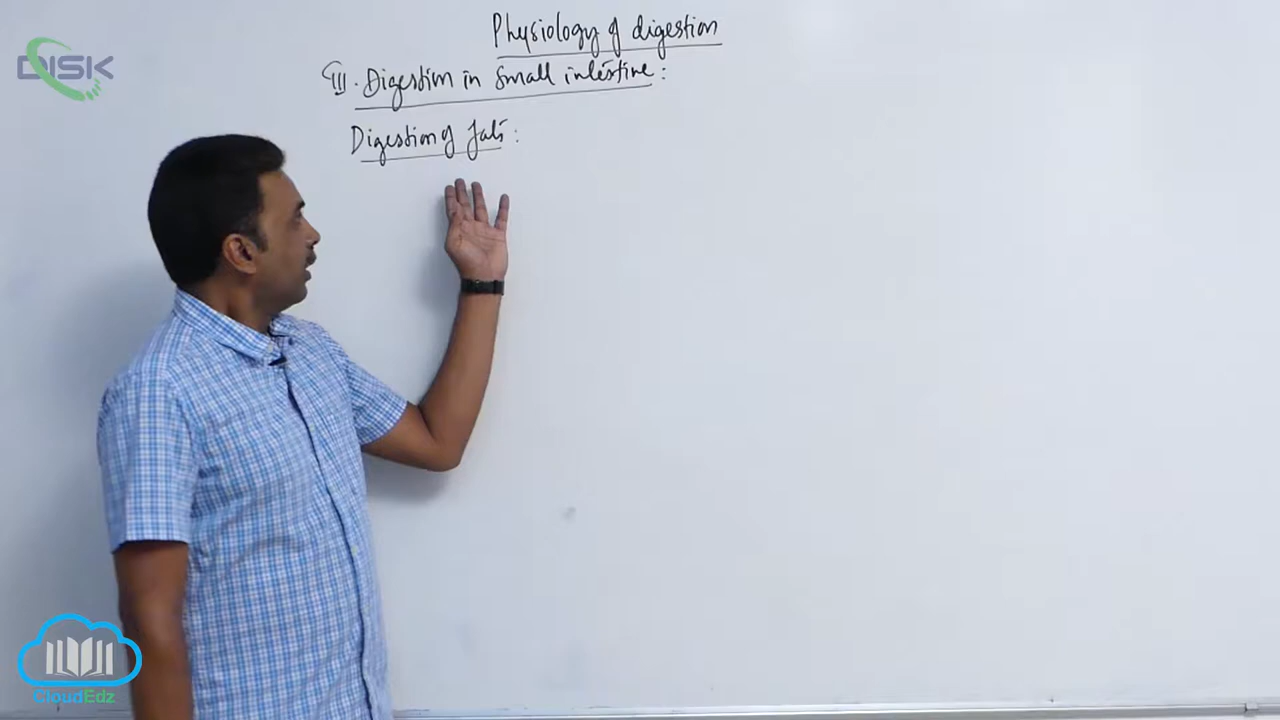 Physiology of digestion
III. Digestion in small intestine:
Digestion of fats:
DISK
CloudEdz